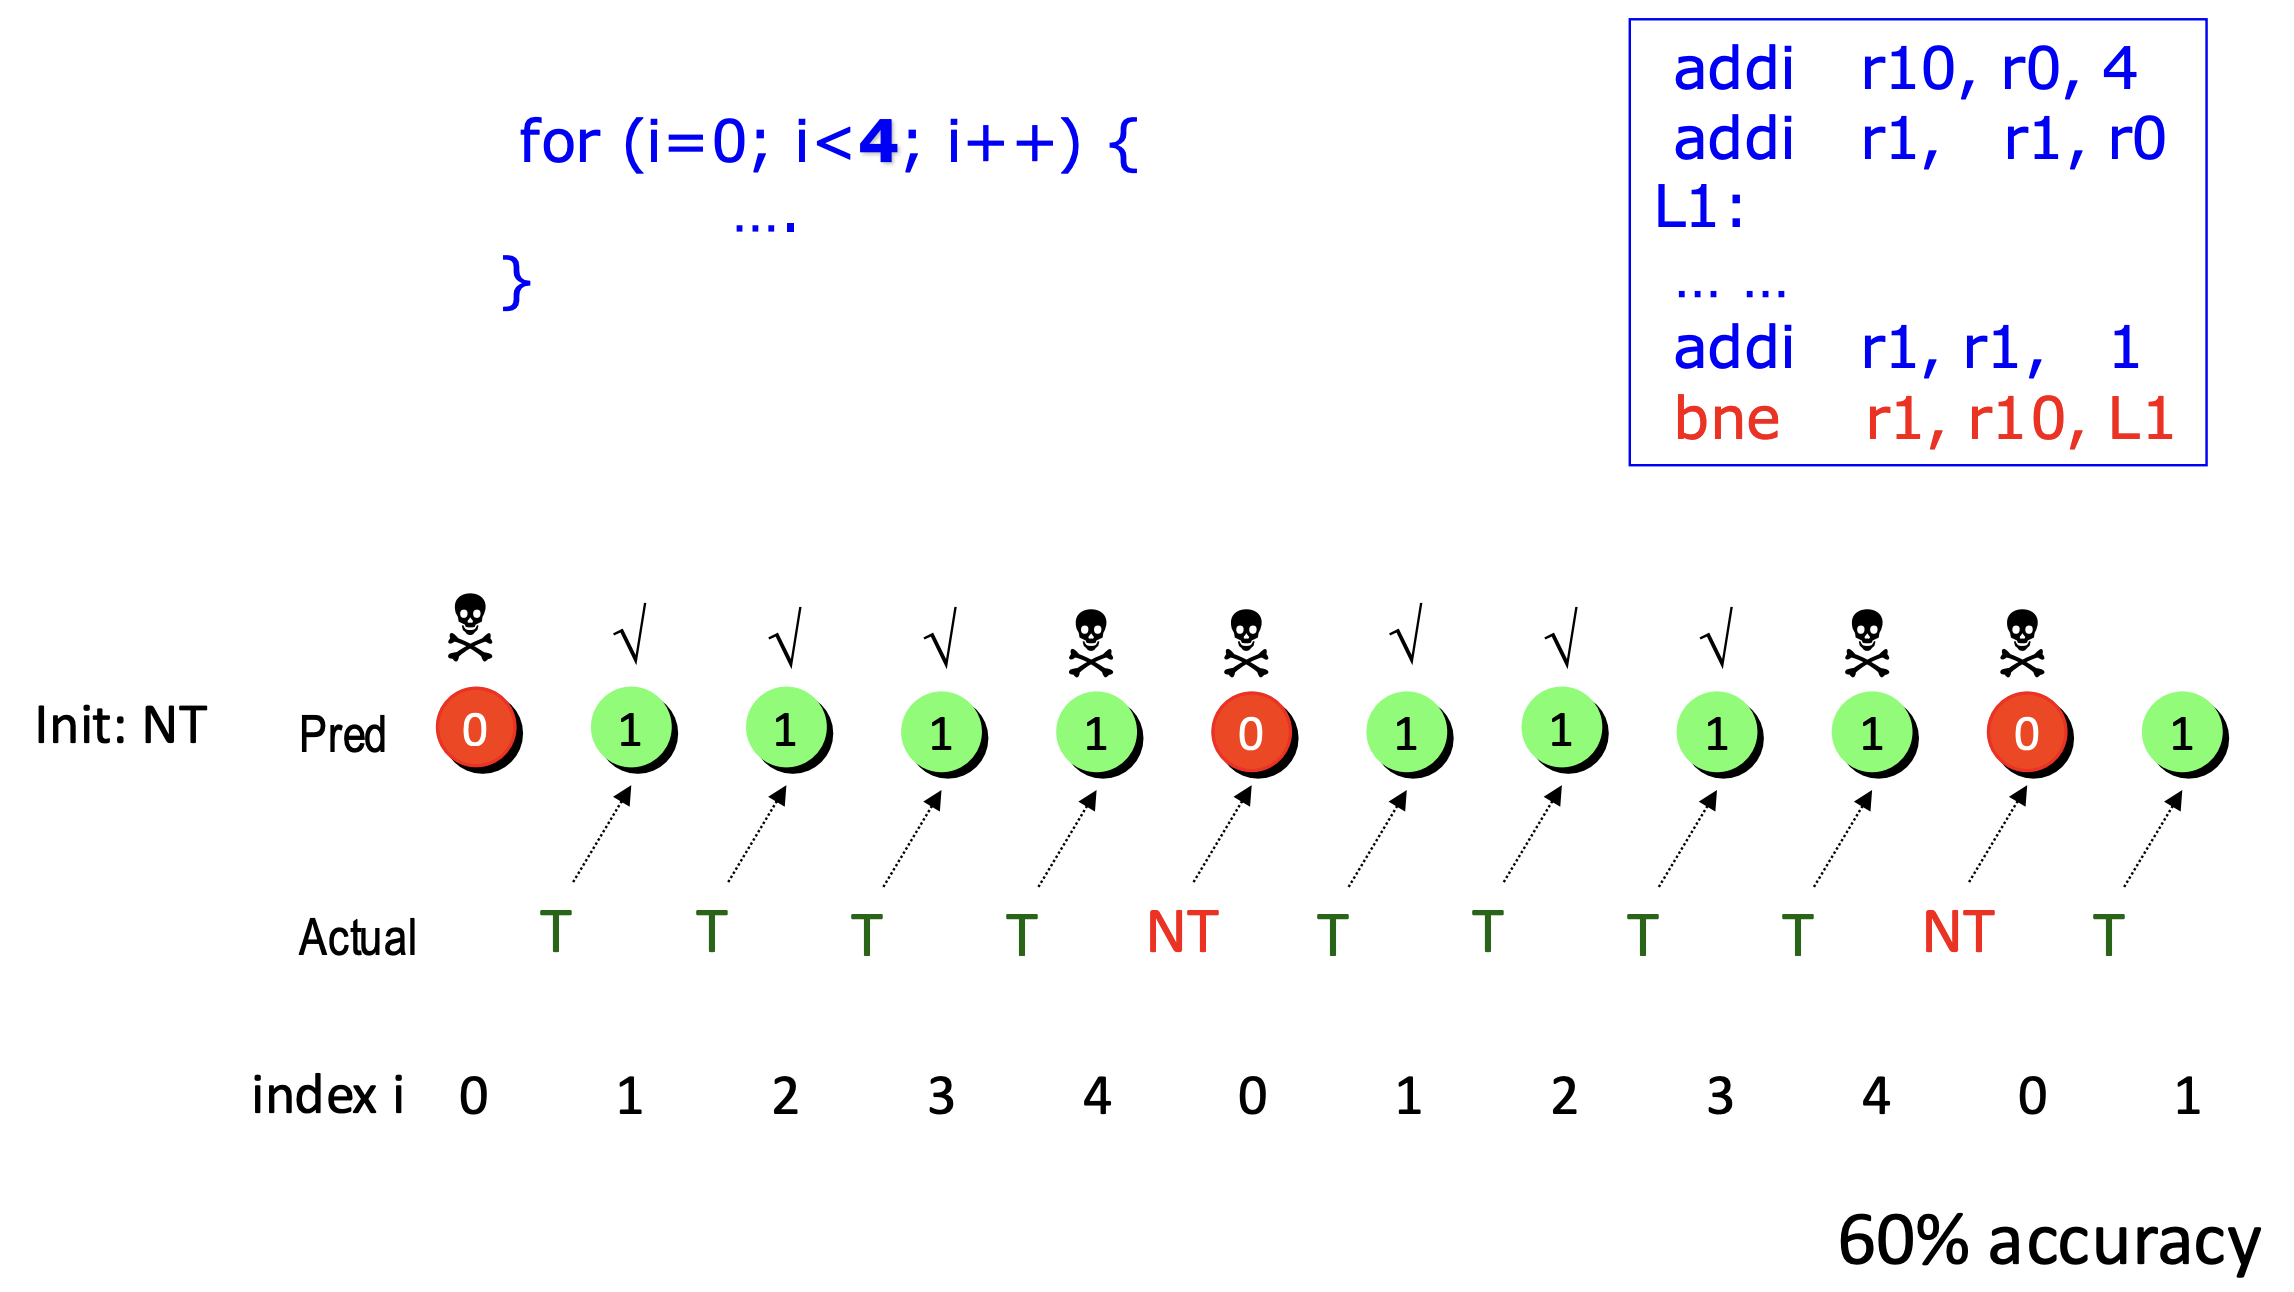 for (i=0; i<4; i++) {
....
}
addi r10, r0, 4
addi r1, r1, r0
L1:
... ...
addi r1, r1, 1
bne r1, r10, L1
√ √ √ √ √ √
Init: NT Pred 0 1 1 1 1 0 1 1 1 1 0 1
Actual T T T T NT T T T T NT T
index i 0 1 2 3 4 0 1 2 3 4 0 1
60% accuracy